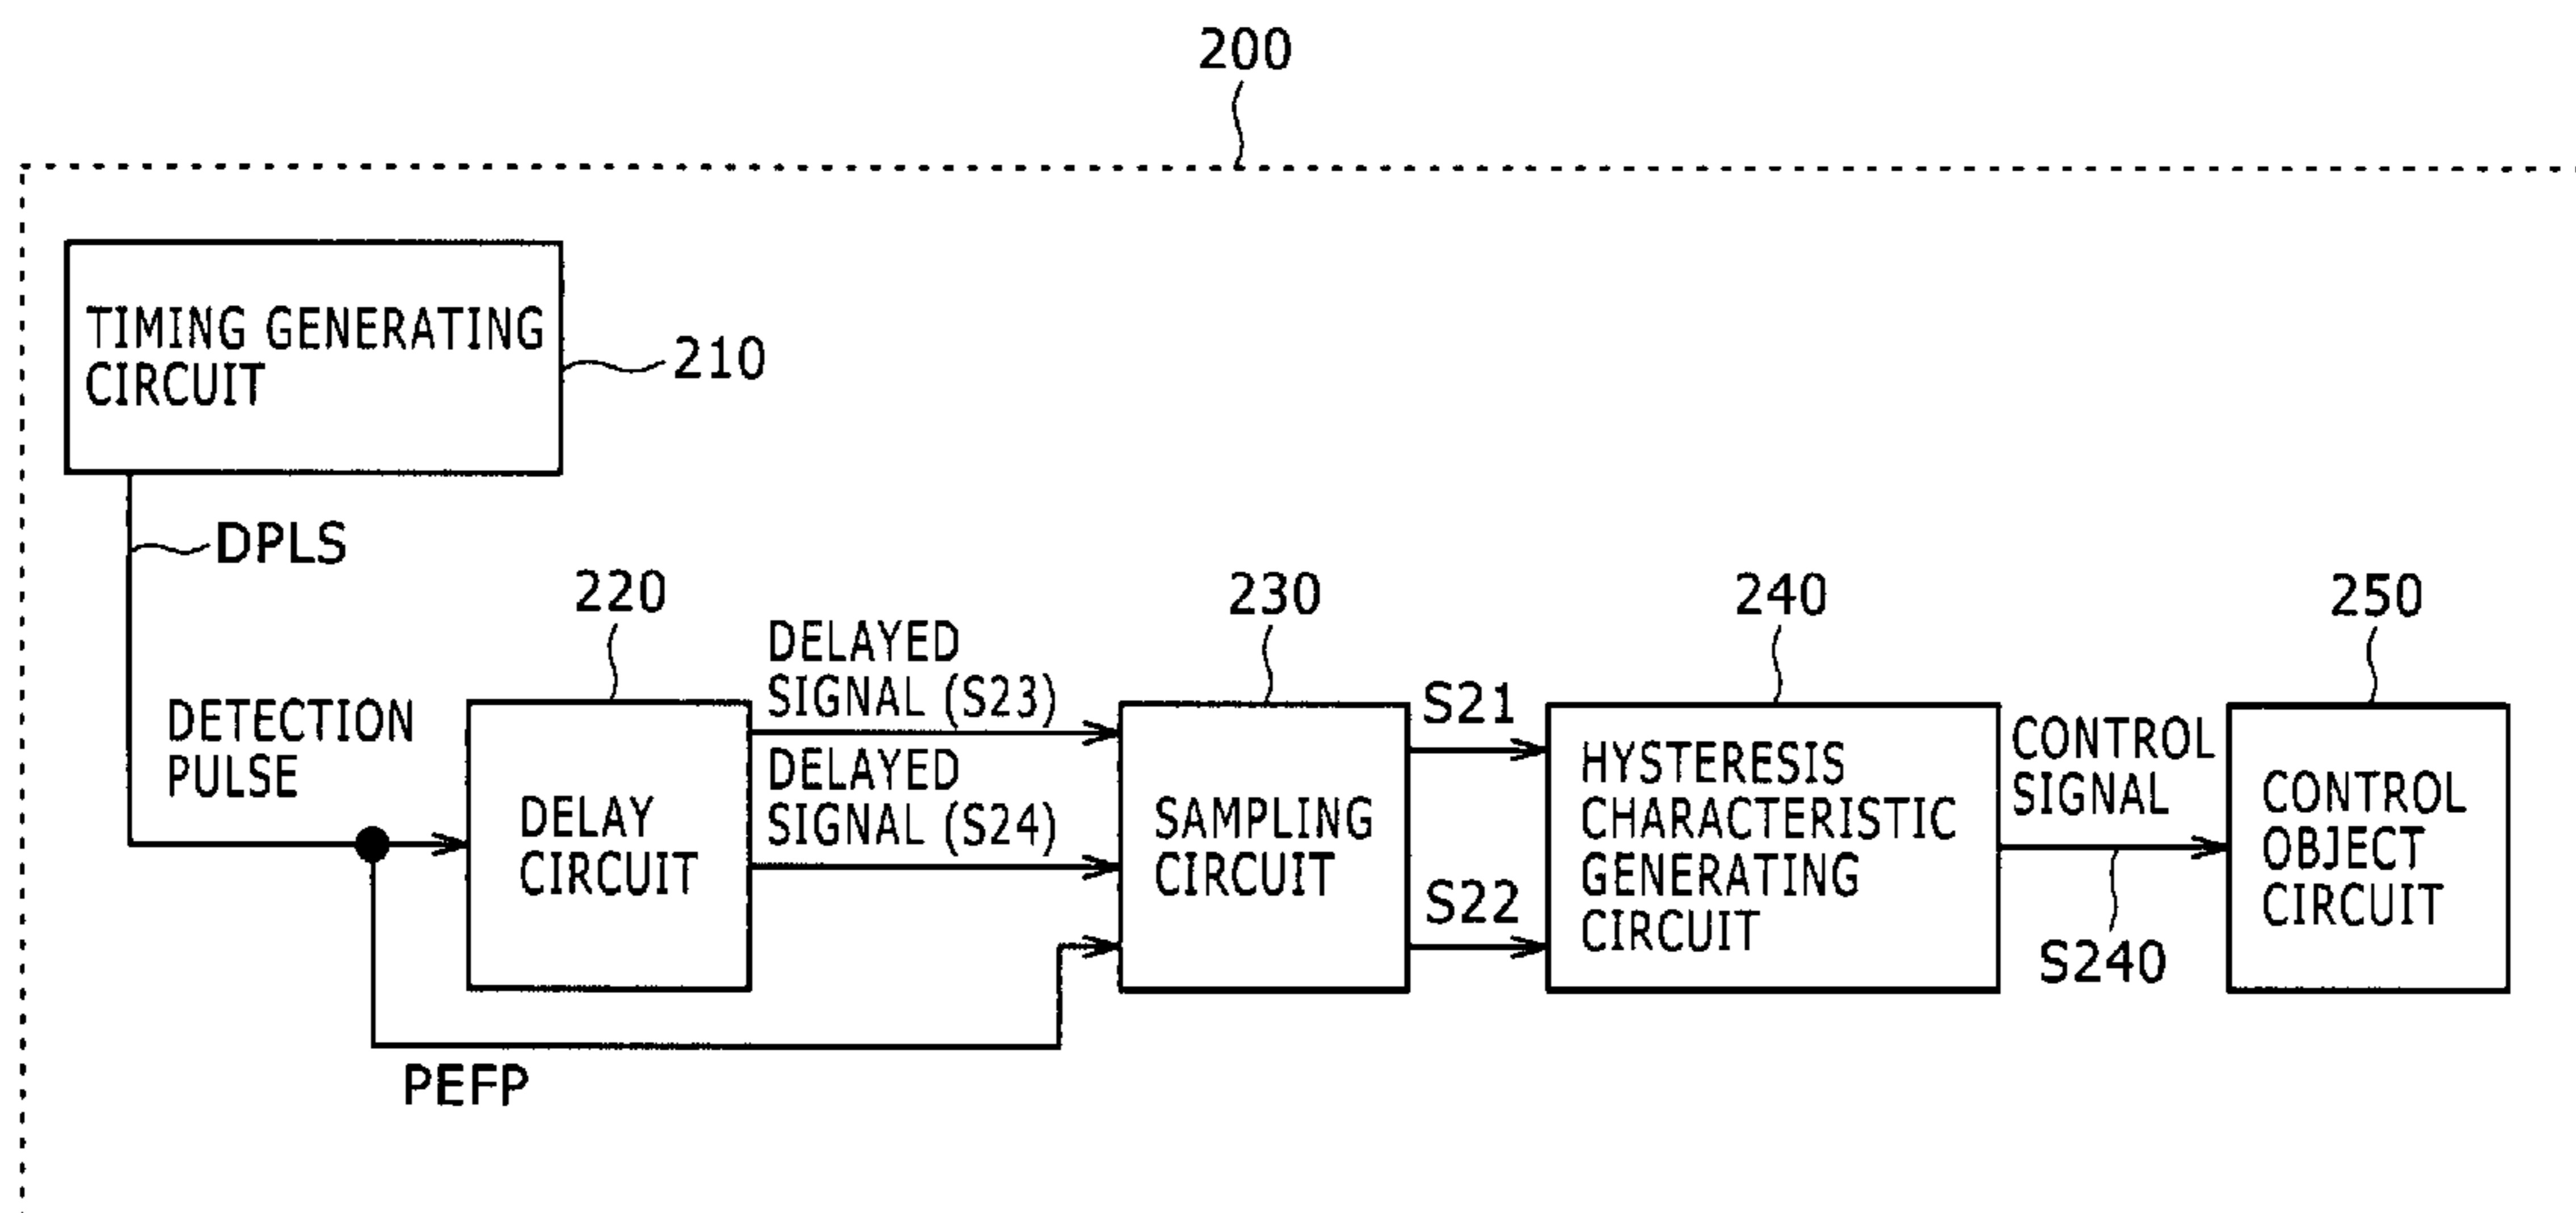 200
TIMING GENERATING
CIRCUIT
210
DPLS
DETECTION
PULSE
220
DELAY
CIRCUIT
DELAYED
SIGNAL (S23)
DELAYED
SIGNAL (S24)
PEFP
230
SAMPLING
CIRCUIT
S21
S22
240
HYSTERESIS
CHARACTERISTIC
GENERATING
CIRCUIT
CONTROL
SIGNAL
S240
250
CONTROL
OBJECT
CIRCUIT